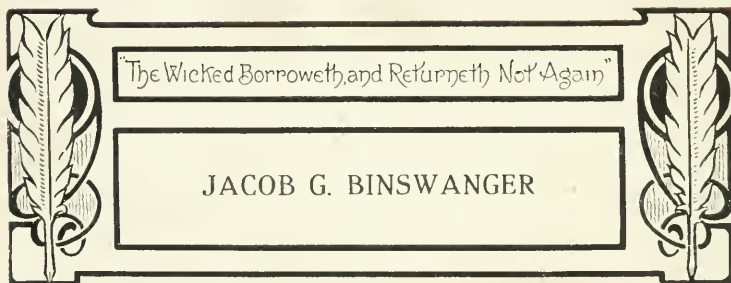 "The Wicked Borroweth, and Returneth Not Again"
JACOB G. BINSWANGER